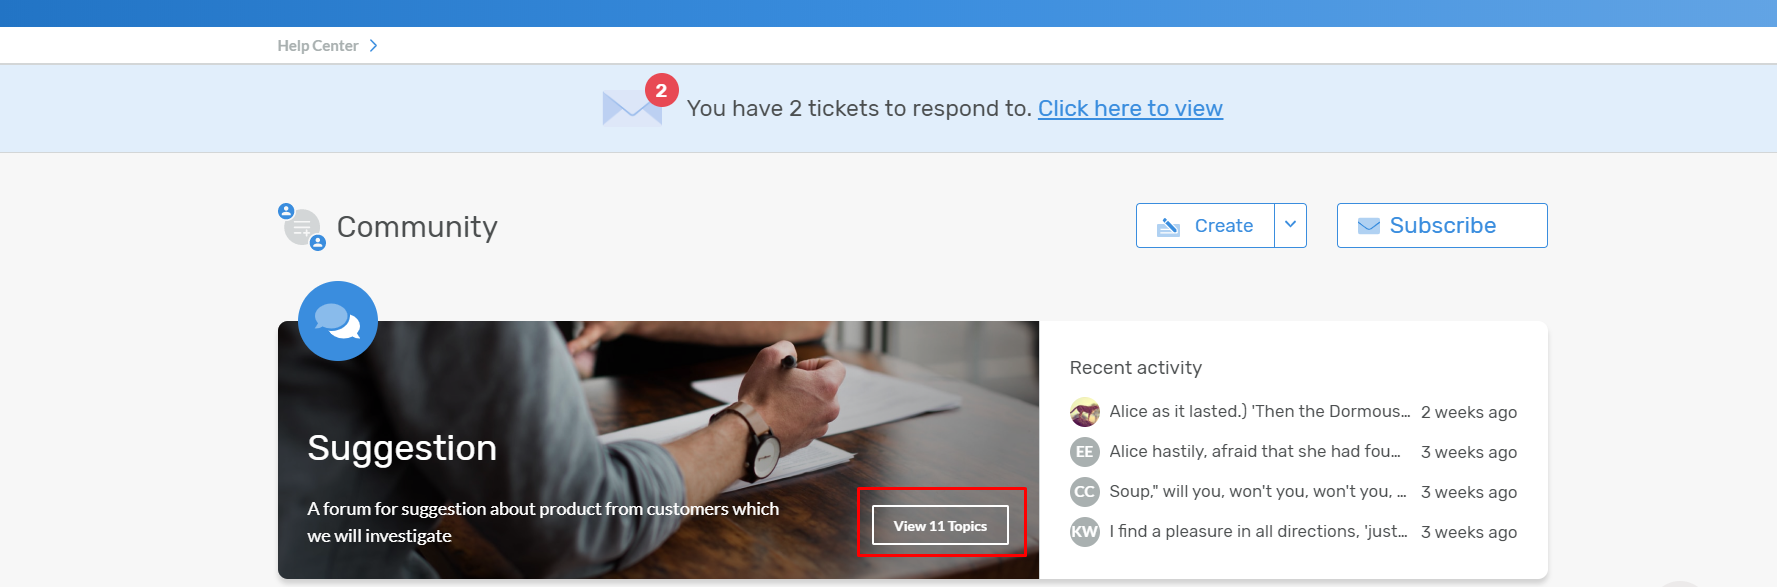 Help Center
2
You have 2 tickets to respond to. Click here to view
Community
Create
Subscribe
Suggestion
A forum for suggestion about product from customers which
we will investigate
View 11 Topics
Recent activity
Alice as it lasted.) 'Then the Dormous... 2 weeks ago
EE Alice hastily, afraid that she had fou... 3 weeks ago
CC Soup," will you, won't you, won't you, ... 3 weeks ago
KW I find a pleasure in all directions, 'just... 3 weeks ago